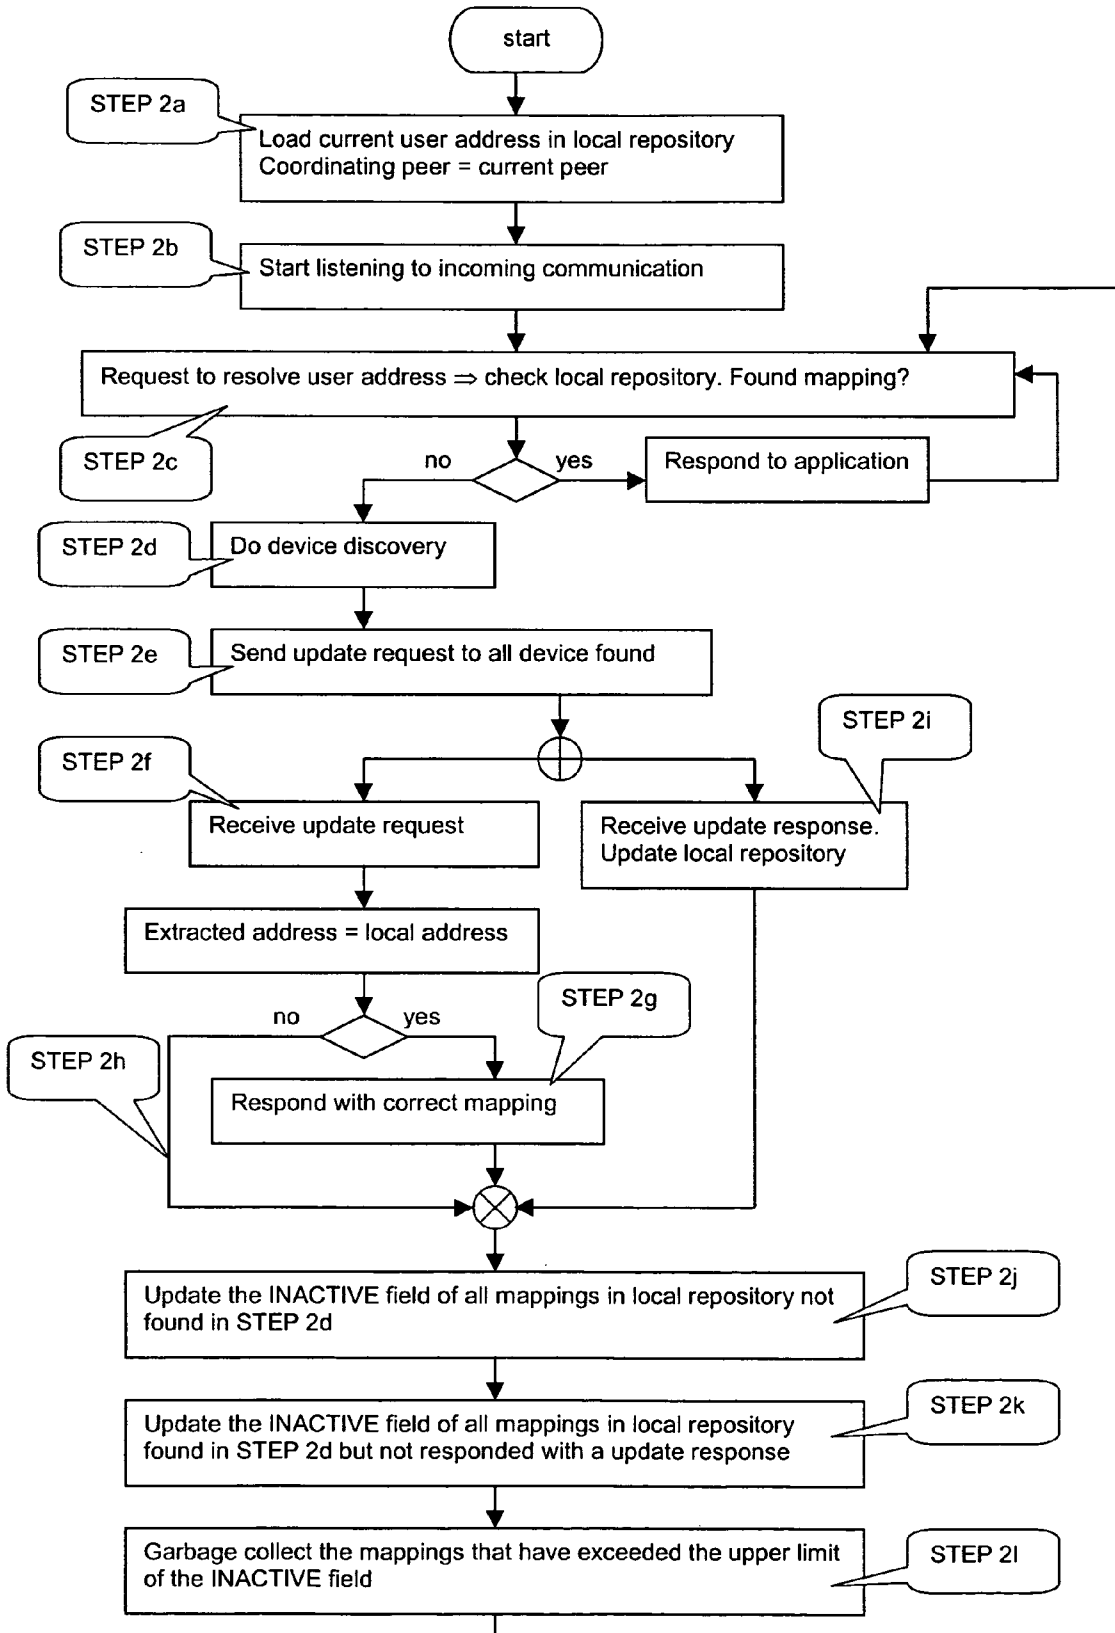 start
STEP 2a
Load current user address in local repository
Coordinating peer = current peer
STEP 2b
Start listening to incoming communication
Request to resolve user address ⇒ check local repository. Found mapping?
STEP 2c
no
yes
Respond to application
STEP 2d
Do device discovery
STEP 2e
Send update request to all device found
STEP 2i
STEP 2f
Receive update request
Receive update response.
Update local repository
Extracted address = local address
STEP 2g
no
yes
STEP 2h
Respond with correct mapping
STEP 2j
Update the INACTIVE field of all mappings in local repository not
found in STEP 2d
STEP 2k
Update the INACTIVE field of all mappings in local repository
found in STEP 2d but not responded with a update response
STEP 2l
Garbage collect the mappings that have exceeded the upper limit
of the INACTIVE field